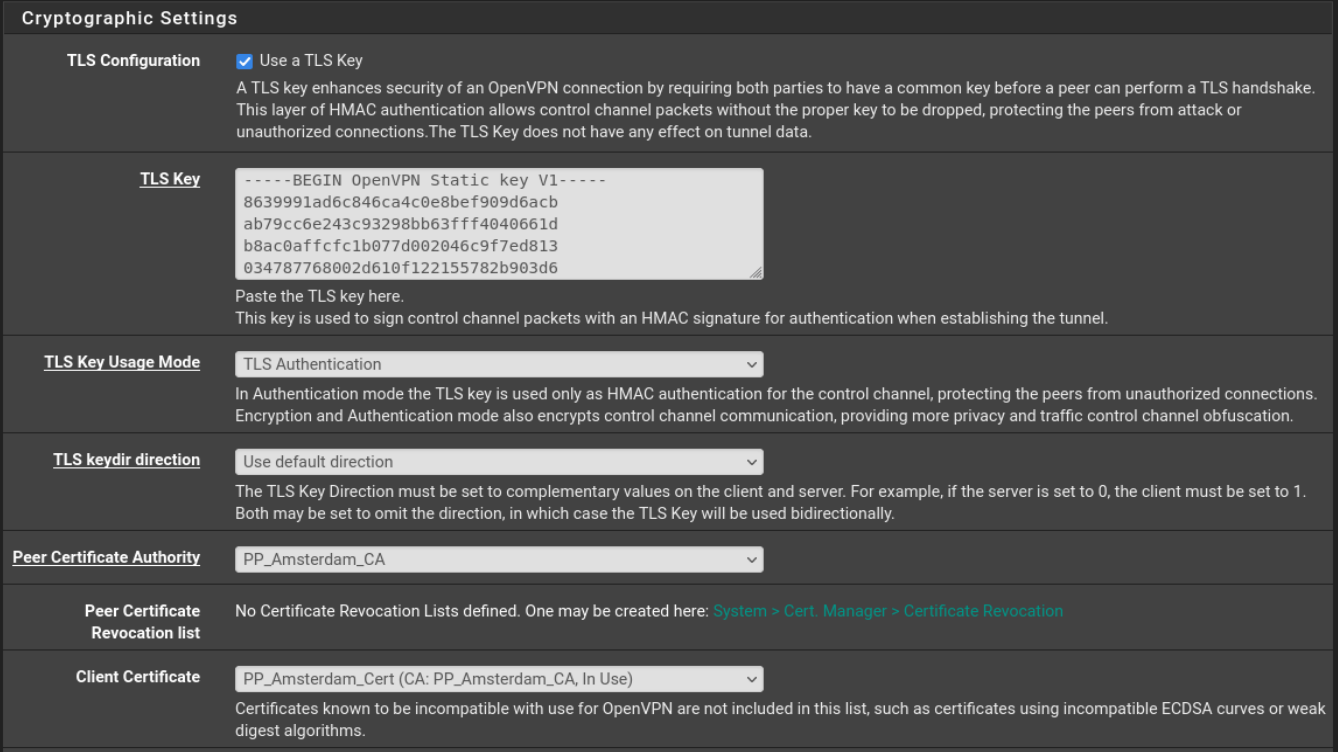 Cryptographic Settings
TLS Configuration
Use a TLS Key
A TLS key enhances security of an OpenVPN connection by requiring both parties to have a common key before a peer can perform a TLS handshake.
This layer of HMAC authentication allows control channel packets without the proper key to be dropped, protecting the peers from attack or
unauthorized connections.The TLS Key does not have any effect on tunnel data.
TLS Key
-----BEGIN OpenVPN Static key V1-----
8639991ad6c846ca4c0e8bef909d6acb
ab79cc6e243c93298bb63fff4040661d
b8ac0affcfc1b077d002046c9f7ed813
034787768002d610f122155782b903d6
Paste the TLS key here.
This key is used to sign control channel packets with an HMAC signature for authentication when establishing the tunnel.
TLS Key Usage Mode
TLS Authentication
In Authentication mode the TLS key is used only as HMAC authentication for the control channel, protecting the peers from unauthorized connections.
Encryption and Authentication mode also encrypts control channel communication, providing more privacy and traffic control channel obfuscation.
TLS keydir direction
Use default direction
The TLS Key Direction must be set to complementary values on the client and server. For example, if the server is set to 0, the client must be set to 1.
Both may be set to omit the direction, in which case the TLS Key will be used bidirectionally.
Peer Certificate Authority
PP_Amsterdam_CA
Peer Certificate
Revocation list
No Certificate Revocation Lists defined. One may be created here: System > Cert. Manager > Certificate Revocation
Client Certificate
PP_Amsterdam_Cert (CA: PP_Amsterdam_CA, In Use)
Certificates known to be incompatible with use for OpenVPN are not included in this list, such as certificates using incompatible ECDSA curves or weak
digest algorithms.